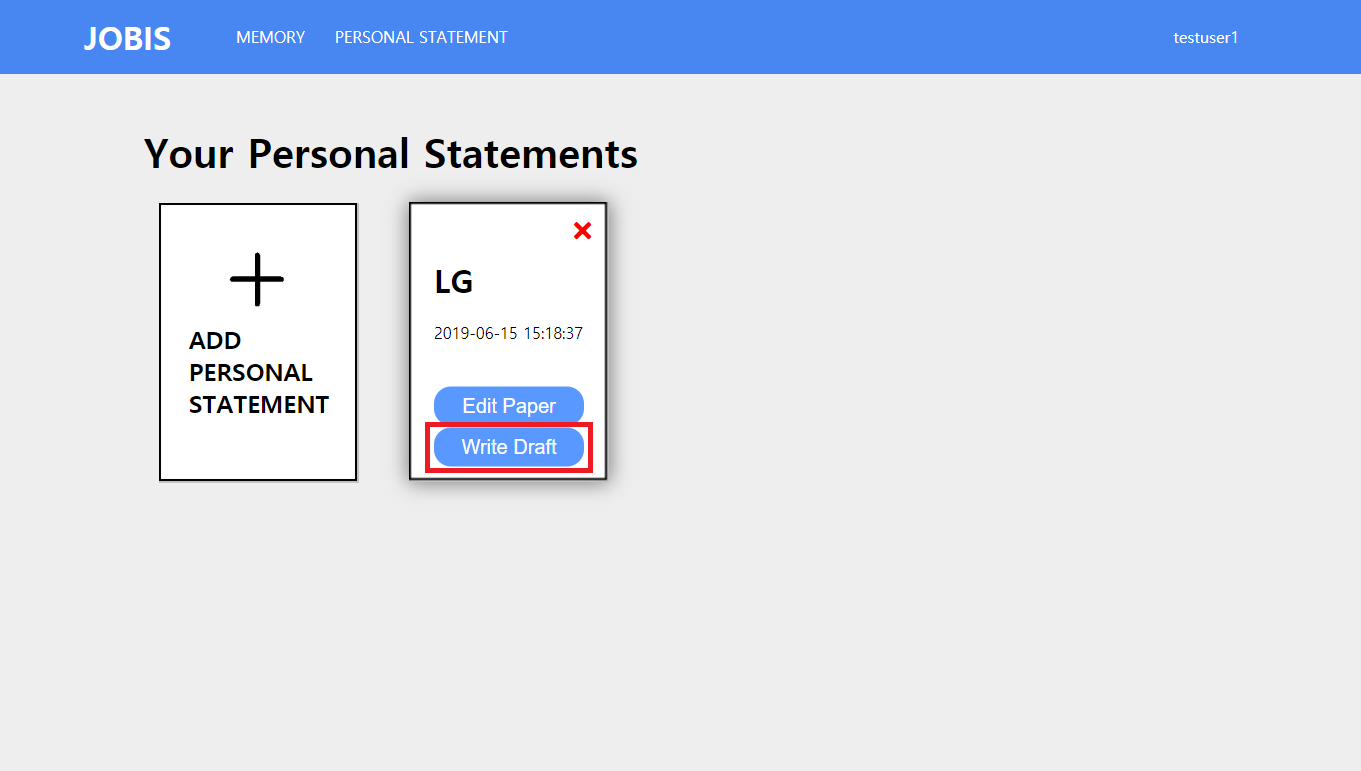 JOBIS
MEMORY
PERSONAL STATEMENT
testuser1
Your Personal Statements
ADD
PERSONAL
STATEMENT
LG
2019-06-15 15:18:37
Edit Paper
Write Draft